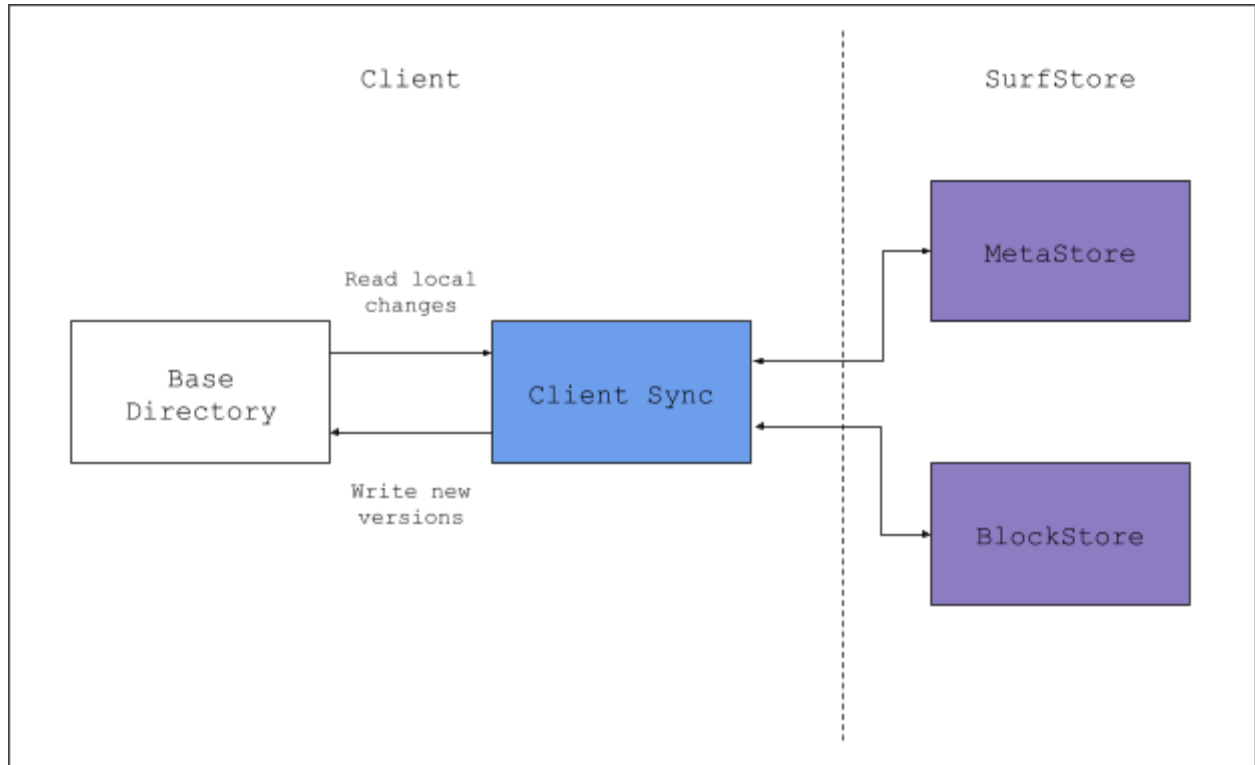 Client
SurfStore
MetaStore
Read local
changes
Base
Directory
Client Sync
Write new
versions
BlockStore